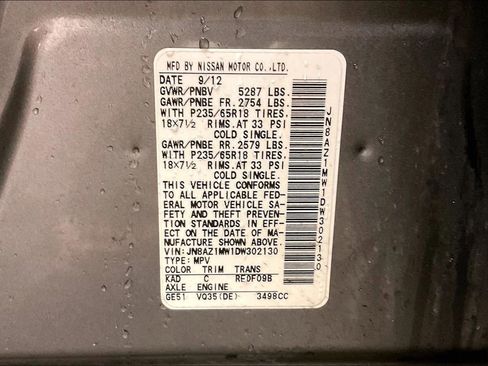 MFD BY NISSAN MOTOR CO.,LTD.
DATE 9/12
GVWR/PNBV 5287 LBS.
GAWR/PNBE FR. 2754 LBS.
WITH P235/65R18 TIRES.
18×7½ RIMS.AT 33 PSI
COLD SINGLE.
GAWR/PNBE RR. 2579 LBS.
WITH P235/65R18 TIRES.
18×7½ RIMS.AT 33 PSI
COLD SINGLE.
THIS VEHICLE CONFORMS
TO ALL APPLICABLE FED-
ERAL MOTOR VEHICLE SA-
FETY AND THEFT PREVEN-
TION STANDARDS IN EFF-
ECT ON THE DATE OF MA-
NUFACTURE SHOWN ABOVE.
VIN: JN8AZ1MW1DW302130
TYPE: MPV
COLOR TRIM TRANS
KAD C RE0F09B
AXLE ENGINE
GE51 VQ35(DE) 3498CC
JN8AZ1MW1DW302130